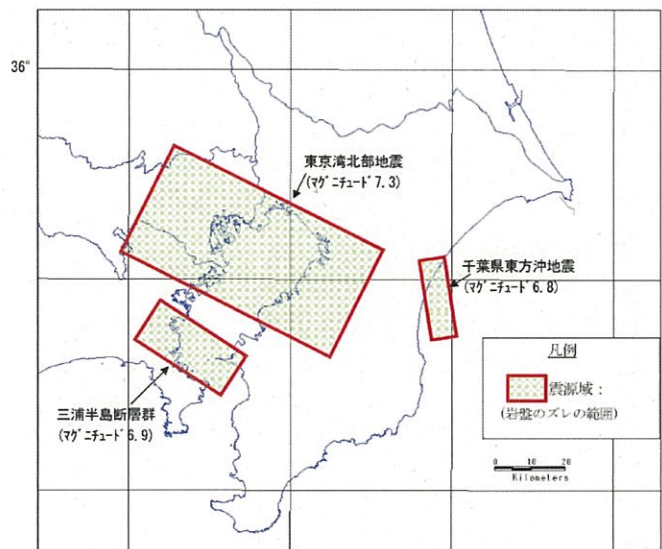 36°
東京湾北部地震
(マグニチュード7.3)
千葉県東方沖地震
(マグニチュード6.8)
三浦半島断層群
(マグニチュード6.9)
凡例
震源域：
(岩盤のズレの範囲)
0 10 20
Kilometers